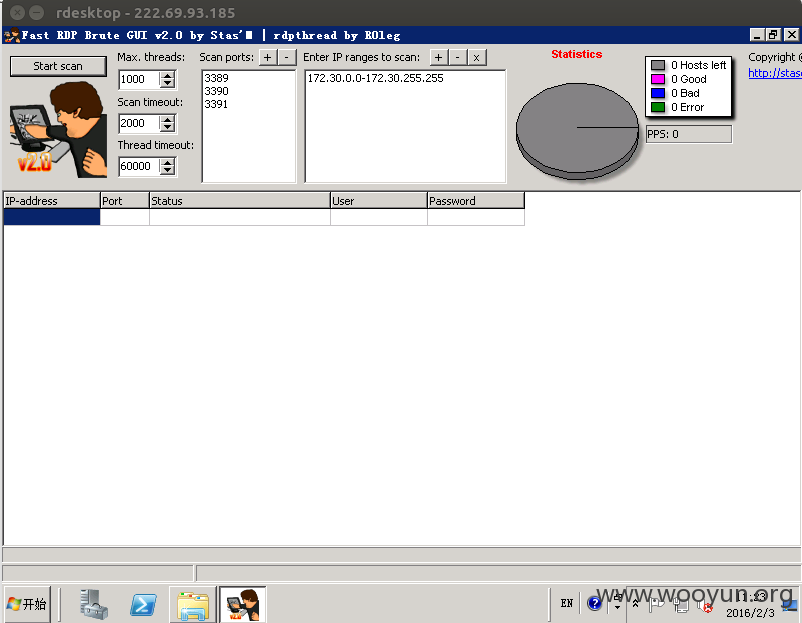 rdesktop - 222.69.93.185
Fast RDP Brute GUI v2.0 by Stas'M | rdpthread by ROleg
Start scan
Max. threads:
1000
Scan timeout:
2000
Thread timeout:
60000
v2.0
Scan ports:
+
-
3389
3390
3391
Enter IP ranges to scan:
+
-
x
172.30.0.0-172.30.255.255
Statistics
0 Hosts left
0 Good
0 Bad
0 Error
PPS: 0
Copyright
http://stas
IP-address
Port
Status
User
Password
开始
EN
www.wooyun.org
2016/2/3